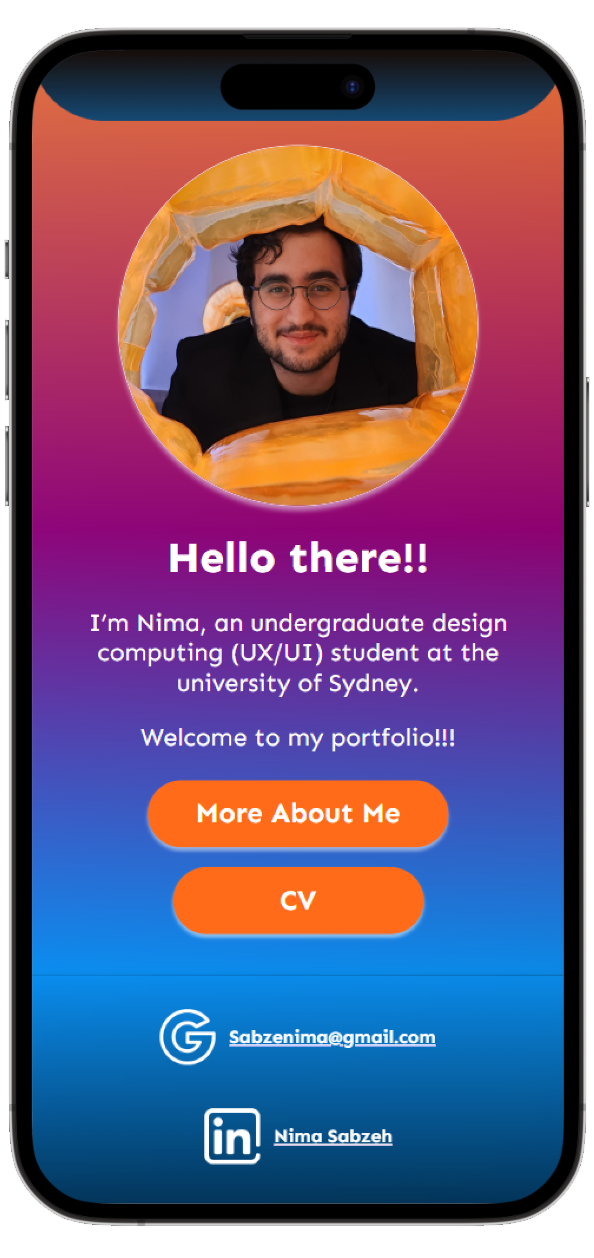 Hello there!!
I’m Nima, an undergraduate design
computing (UX/UI) student at the
university of Sydney.
Welcome to my portfolio!!!
More About Me
CV
G Sabzenima@gmail.com
in Nima Sabzeh